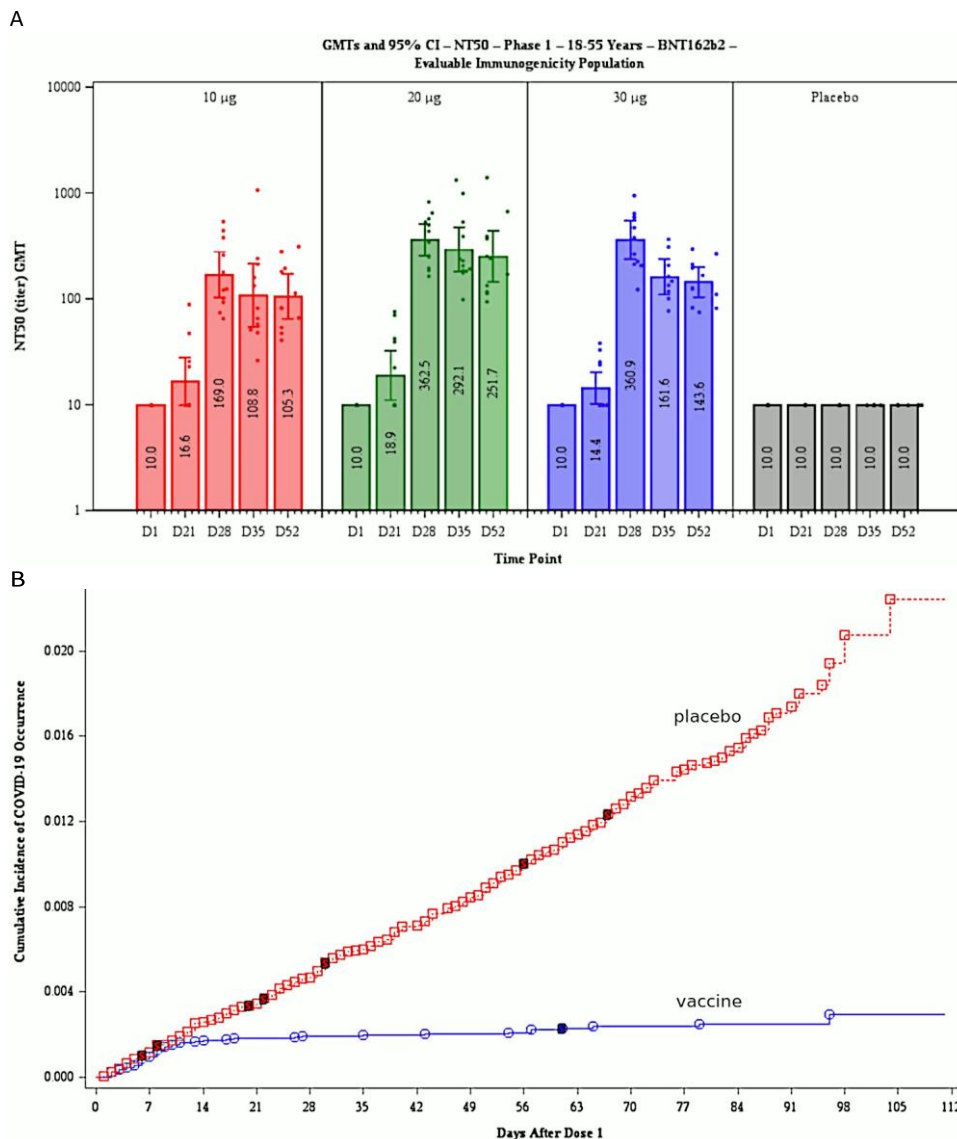 A
GMTs and 95% CI – NT50 – Phase 1 – 18-55 Years – BNT162b2 –
Evaluable Immunogenicity Population
10 µg 20 µg 30 µg Placebo
NT50 (titer) GMT
10000
1000
100
10
1
10.0 16.6 169.0 108.8 105.3 10.0 18.9 362.5 292.1 251.7 10.0 14.4 360.9 161.6 143.6 10.0 10.0 10.0 10.0 10.0
D1 D21 D28 D35 D52 D1 D21 D28 D35 D52 D1 D21 D28 D35 D52 D1 D21 D28 D35 D52
Time Point
B
Cumulative Incidence of COVID-19 Occurrence
0.020
0.016
0.012
0.008
0.004
0.000
placebo
vaccine
0 7 14 21 28 35 42 49 56 63 70 77 84 91 98 105 112
Days After Dose 1